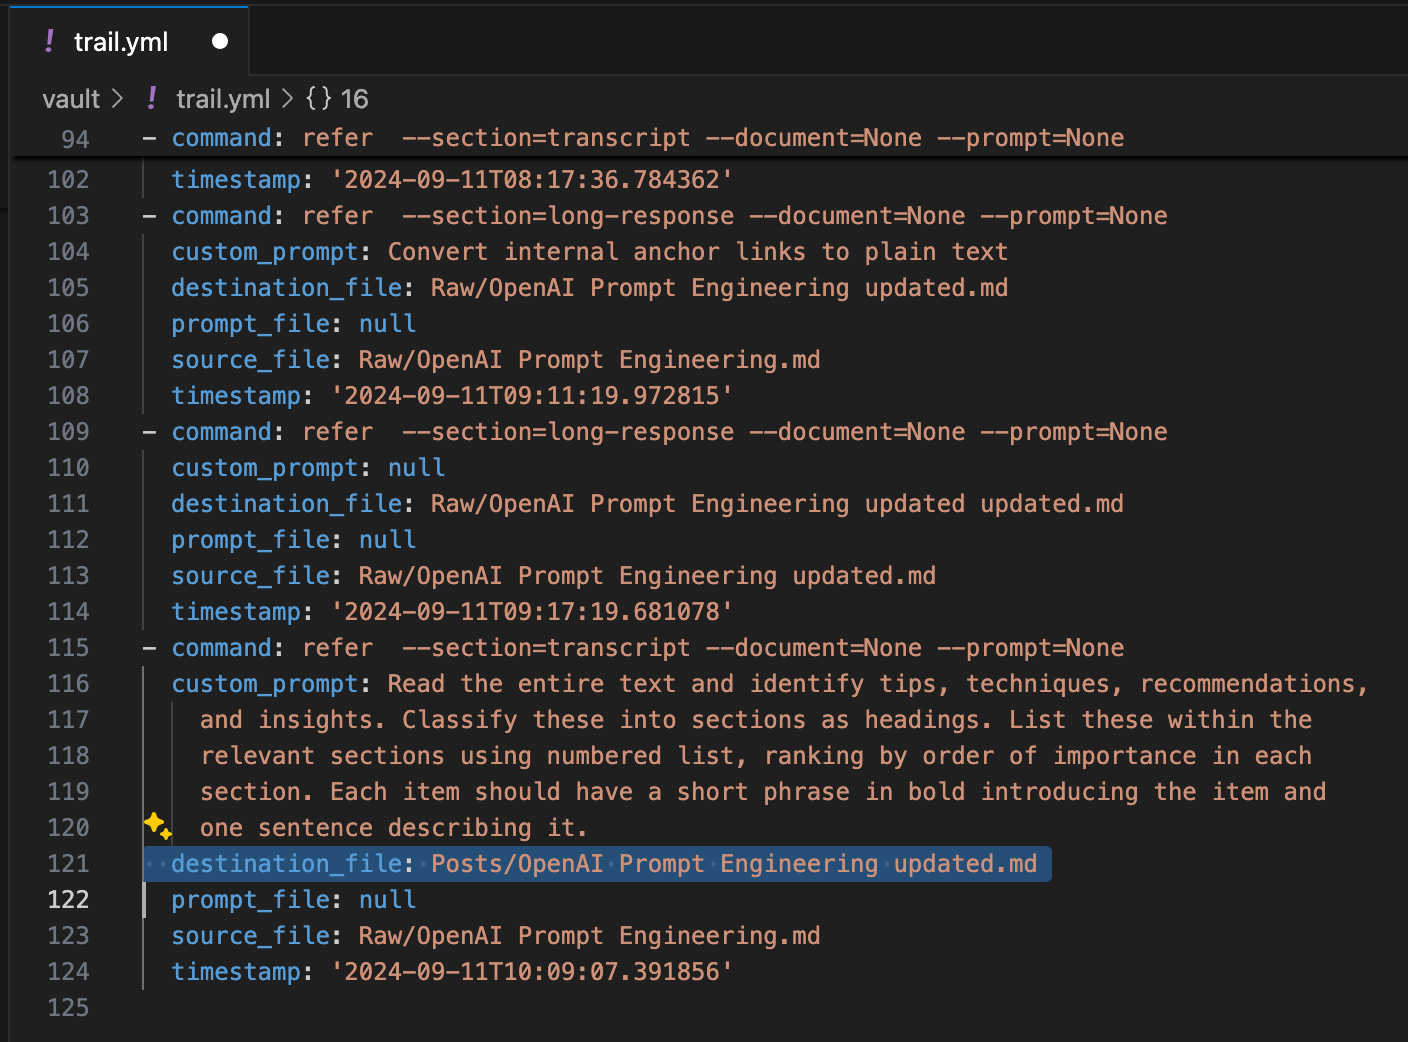 ! trail.yml ●
vault > ! trail.yml > {} 16
94 - command: refer  --section=transcript --document=None --prompt=None
102 timestamp: '2024-09-11T08:17:36.784362'
103 - command: refer  --section=long-response --document=None --prompt=None
104 custom_prompt: Convert internal anchor links to plain text
105 destination_file: Raw/OpenAI Prompt Engineering updated.md
106 prompt_file: null
107 source_file: Raw/OpenAI Prompt Engineering.md
108 timestamp: '2024-09-11T09:11:19.972815'
109 - command: refer  --section=long-response --document=None --prompt=None
110 custom_prompt: null
111 destination_file: Raw/OpenAI Prompt Engineering updated updated.md
112 prompt_file: null
113 source_file: Raw/OpenAI Prompt Engineering updated.md
114 timestamp: '2024-09-11T09:17:19.681078'
115 - command: refer  --section=transcript --document=None --prompt=None
116 custom_prompt: Read the entire text and identify tips, techniques, recommendations,
117 and insights. Classify these into sections as headings. List these within the
118 relevant sections using numbered list, ranking by order of importance in each
119 section. Each item should have a short phrase in bold introducing the item and
120 one sentence describing it.
121 destination_file: Posts/OpenAI Prompt Engineering updated.md
122 prompt_file: null
123 source_file: Raw/OpenAI Prompt Engineering.md
124 timestamp: '2024-09-11T10:09:07.391856'
125